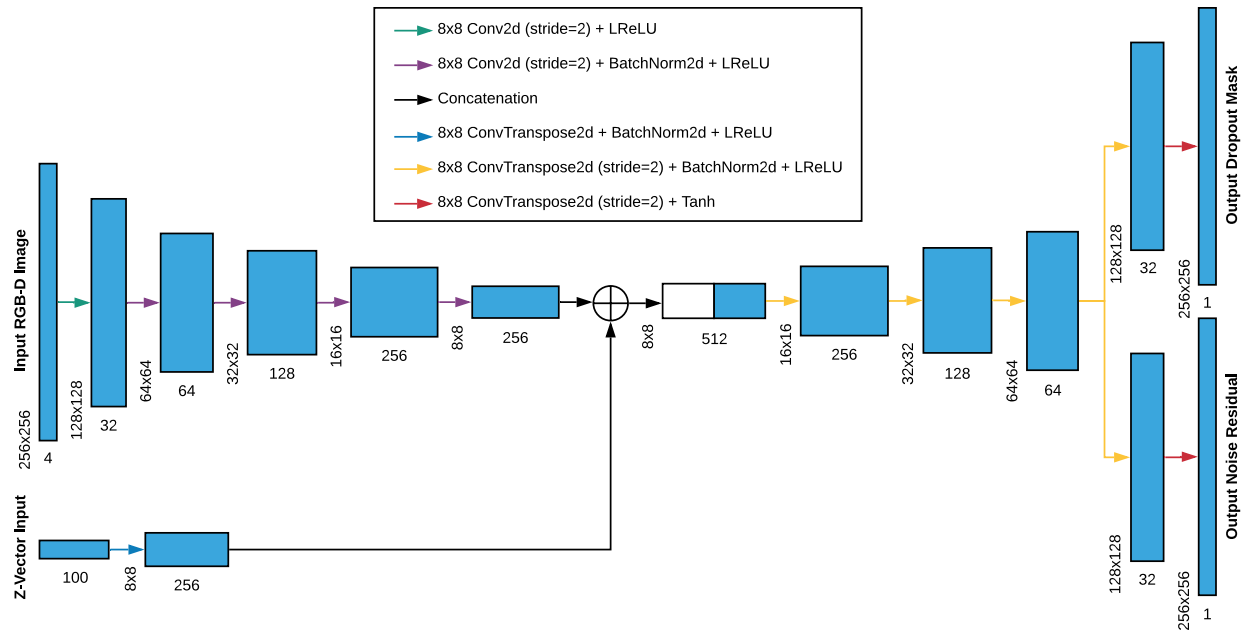 8x8 Conv2d (stride=2) + LReLU
8x8 Conv2d (stride=2) + BatchNorm2d + LReLU
Concatenation
8x8 ConvTranspose2d + BatchNorm2d + LReLU
8x8 ConvTranspose2d (stride=2) + BatchNorm2d + LReLU
8x8 ConvTranspose2d (stride=2) + Tanh
Input RGB-D Image
256x256
4
128x128
32
64x64
64
32x32
128
16x16
256
8x8
256
8x8
512
16x16
256
32x32
128
64x64
64
128x128
32
256x256
1
Output Dropout Mask
128x128
32
256x256
1
Output Noise Residual
Z-Vector Input
100
8x8
256